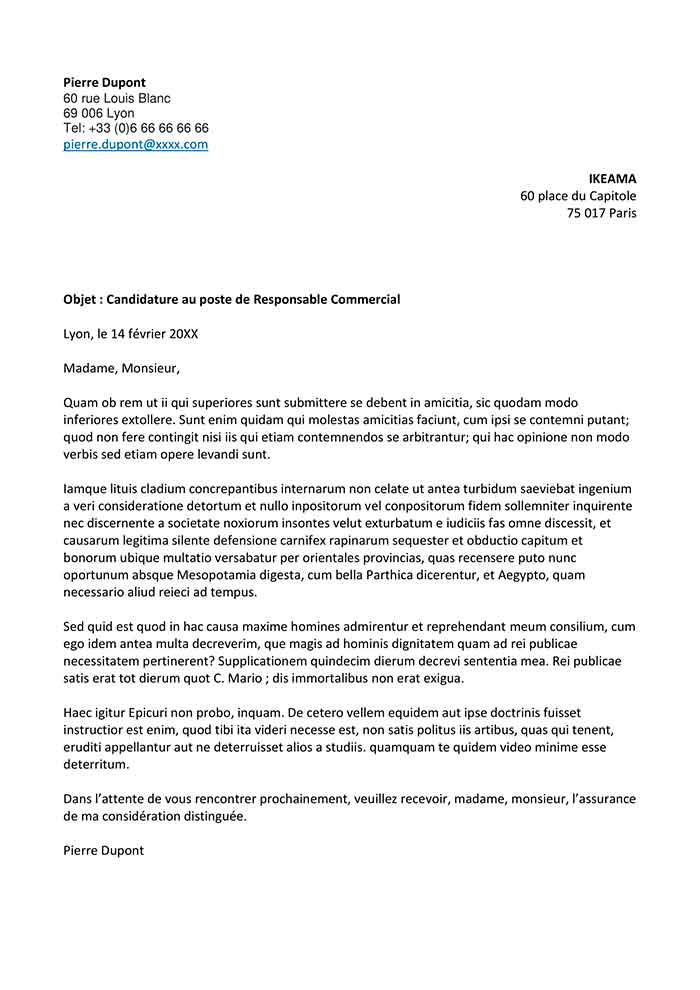 Pierre Dupont
60 rue Louis Blanc
69 006 Lyon
Tel: +33 (0)6 66 66 66 66
pierre.dupont@xxxx.com
IKEAMA
60 place du Capitole
75 017 Paris
Objet : Candidature au poste de Responsable Commercial
Lyon, le 14 février 20XX
Madame, Monsieur,
Quam ob rem ut ii qui superiores sunt submittere se debent in amicitia, sic quodam modo
inferiores extollere. Sunt enim quidam qui molestas amicitias faciunt, cum ipsi se contemni putant;
quod non fere contingit nisi iis qui etiam contemnendos se arbitrantur; qui hac opinione non modo
verbis sed etiam opere levandi sunt.
Iamque lituis cladium concrepantibus internarum non celate ut antea turbidum saeviebat ingenium
a veri consideratione detortum et nullo inpositorum vel conpositorum fidem sollemniter inquirente
nec discernente a societate noxiorum insontes velut exturbatum e iudiciis fas omne discessit, et
causarum legitima silente defensione carnifex rapinarum sequester et obductio capitum et
bonorum ubique multatio versabatur per orientales provincias, quas recensere puto nunc
oportunum absque Mesopotamia digesta, cum bella Parthica dicerentur, et Aegypto, quam
necessario aliud reieci ad tempus.
Sed quid est quod in hac causa maxime homines admirentur et reprehendant meum consilium, cum
ego idem antea multa decreverim, que magis ad hominis dignitatem quam ad rei publicae
necessitatem pertinerent? Supplicationem quindecim dierum decrevi sententia mea. Rei publicae
satis erat tot dierum quot C. Mario ; dis immortalibus non erat exigua.
Haec igitur Epicuri non probo, inquam. De cetero vellem equidem aut ipse doctrinis fuisset
instructior est enim, quod tibi ita videri necesse est, non satis politus iis artibus, quas qui tenent,
eruditi appellantur aut ne deterruisset alios a studiis. quamquam te quidem video minime esse
deterritum.
Dans l’attente de vous rencontrer prochainement, veuillez recevoir, madame, monsieur, l’assurance
de ma considération distinguée.
Pierre Dupont